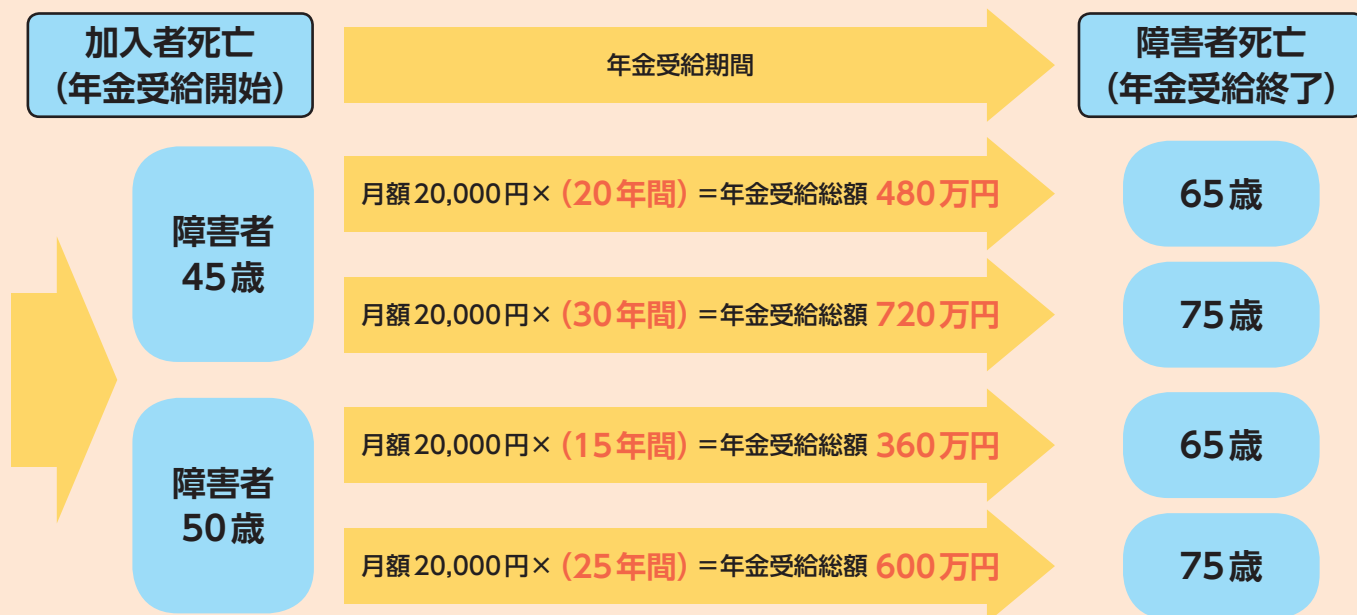 加入者死亡
（年金受給開始）
年金受給期間
障害者死亡
（年金受給終了）
障害者
45歳
月額20,000円×（20年間）＝年金受給総額 480万円
65歳
月額20,000円×（30年間）＝年金受給総額 720万円
75歳
障害者
50歳
月額20,000円×（15年間）＝年金受給総額 360万円
65歳
月額20,000円×（25年間）＝年金受給総額 600万円
75歳